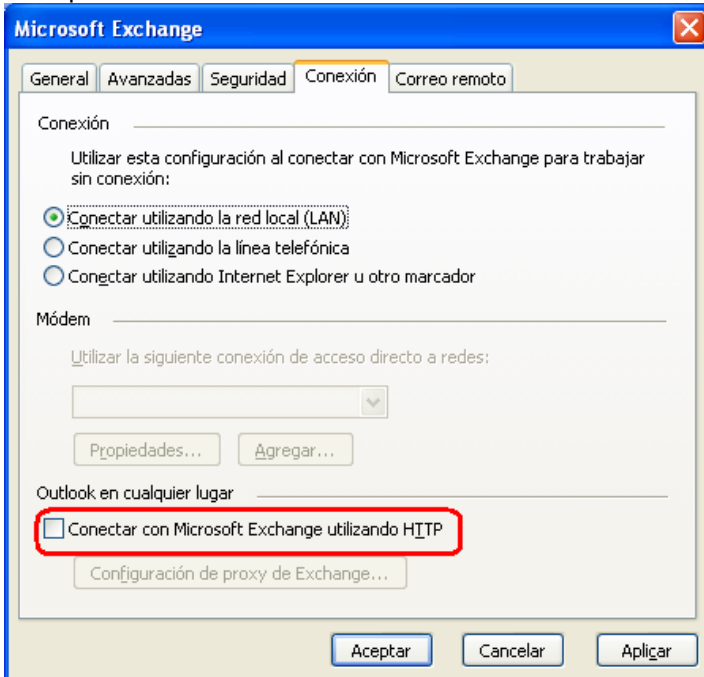 Microsoft Exchange
General Avanzadas Seguridad Conexión Correo remoto
Conexión
Utilizar esta configuración al conectar con Microsoft Exchange para trabajar
sin conexión:
Conectar utilizando la red local (LAN)
Conectar utilizando la línea telefónica
Conectar utilizando Internet Explorer u otro marcador
Módem
Utilizar la siguiente conexión de acceso directo a redes:
Propiedades... Agregar...
Outlook en cualquier lugar
Conectar con Microsoft Exchange utilizando HTTP
Configuración de proxy de Exchange...
Aceptar Cancelar Aplicar